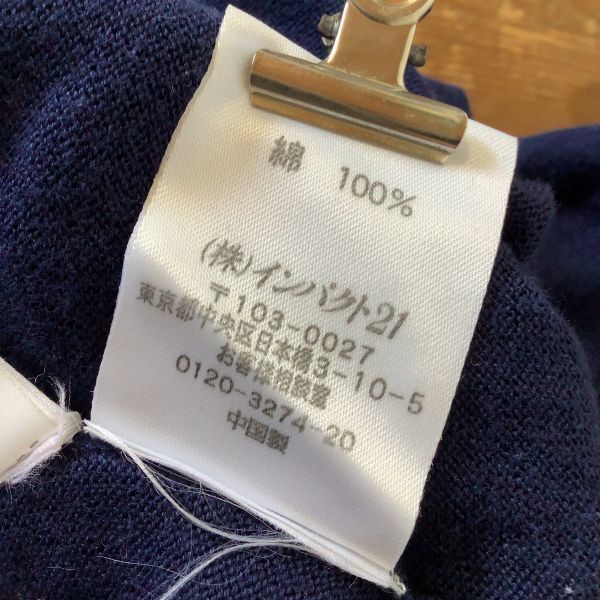 綿 100%
(株)インパクト21
〒103-0027
東京都中央区日本橋3-10-5
お客様相談室
0120-3274-20
中国製